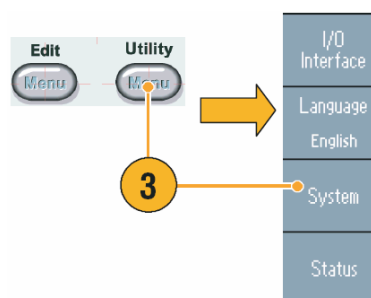 Edit Utility
Menu Menu
3
I/O
Interface
Language
English
System
Status